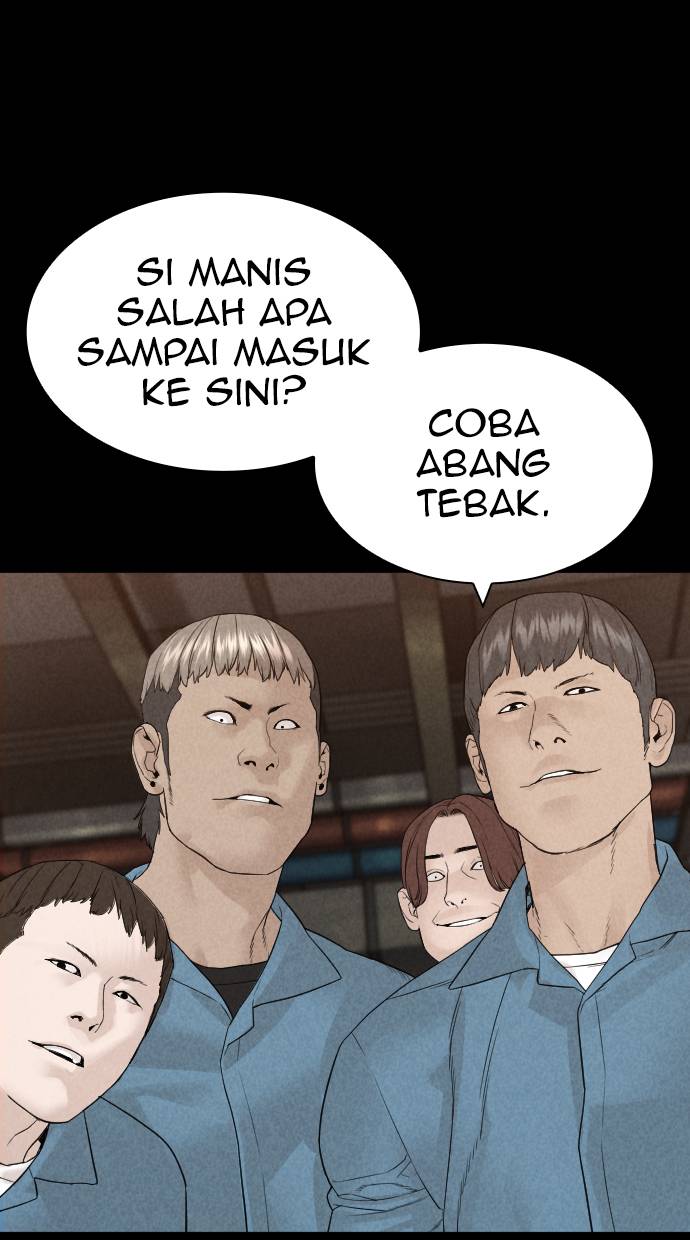 SI MANIS
SALAH APA
SAMPAI MASUK
KE SINI?
COBA
ABANG
TEBAK.